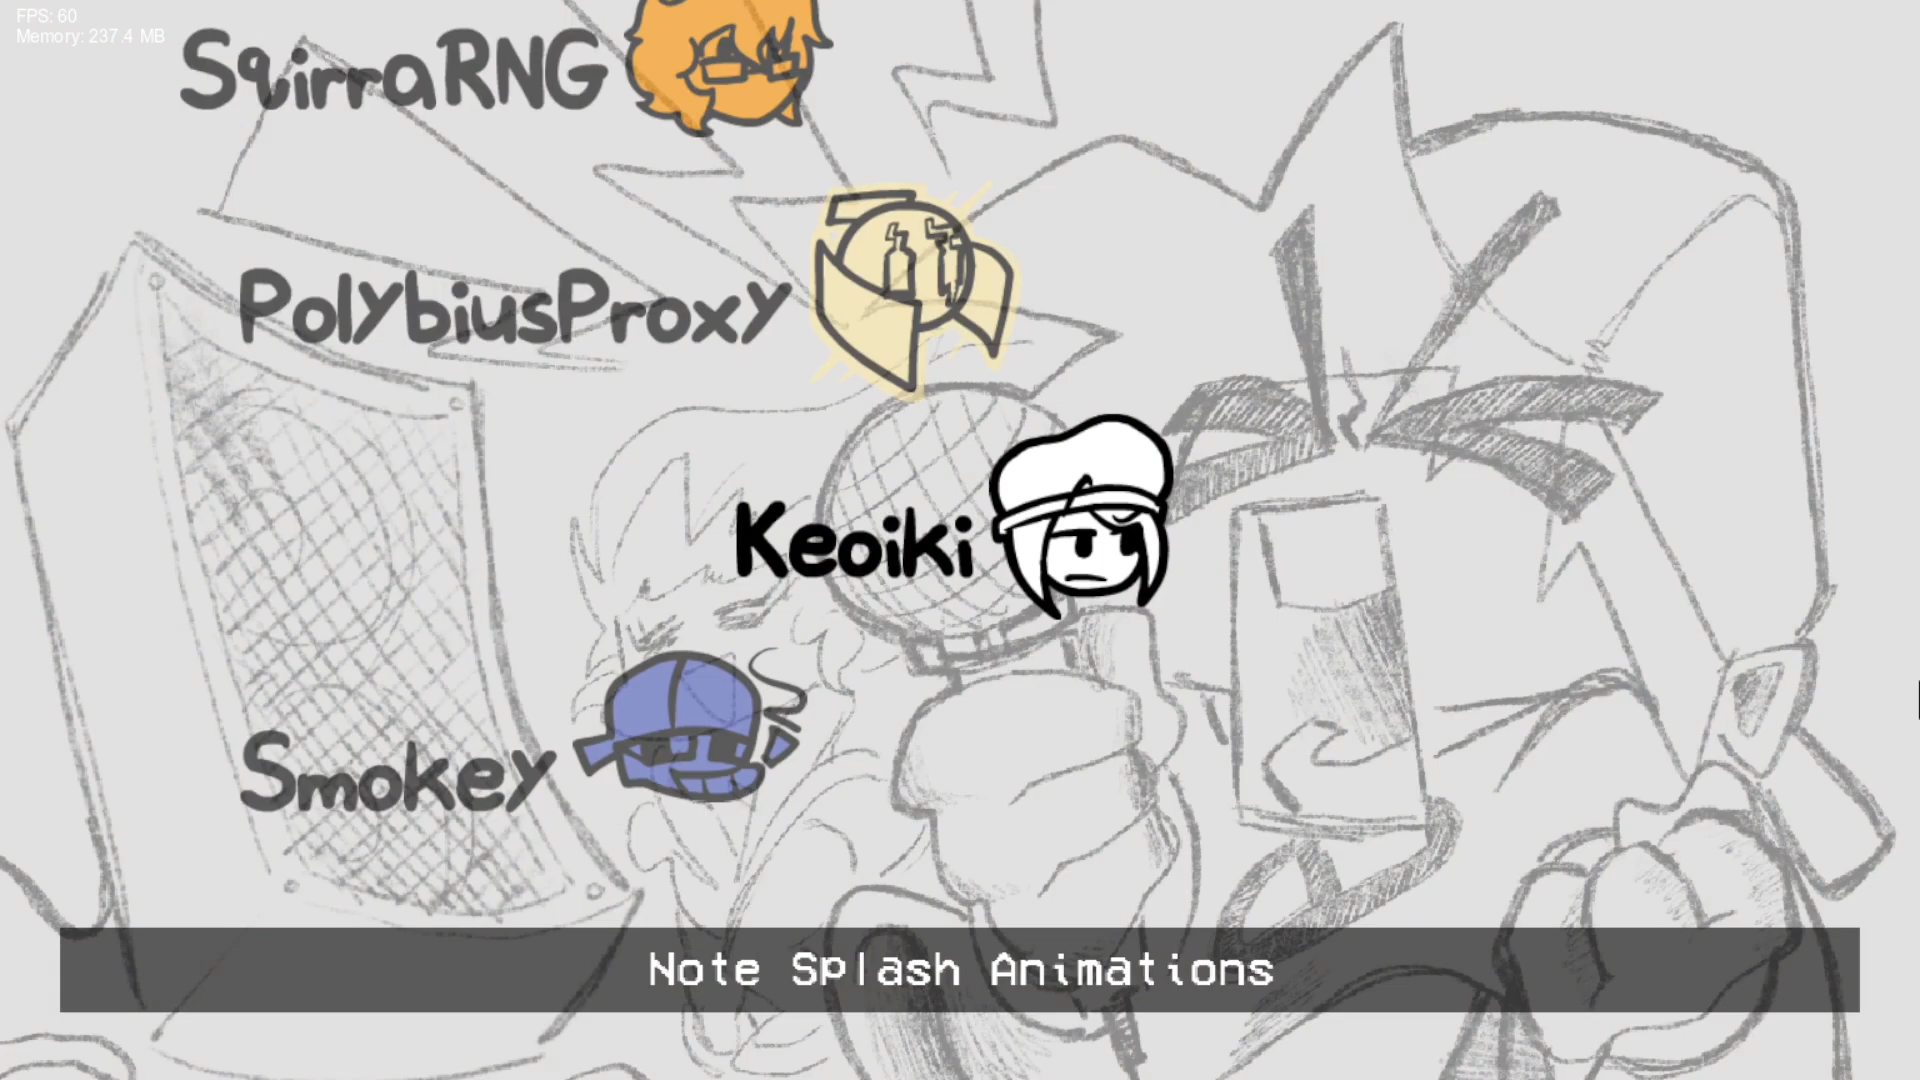 FPS: 60
Memory: 237.4 MB
SqirraRNG
PolybiusProxy
Keoiki
Smokey
Note Splash Animations